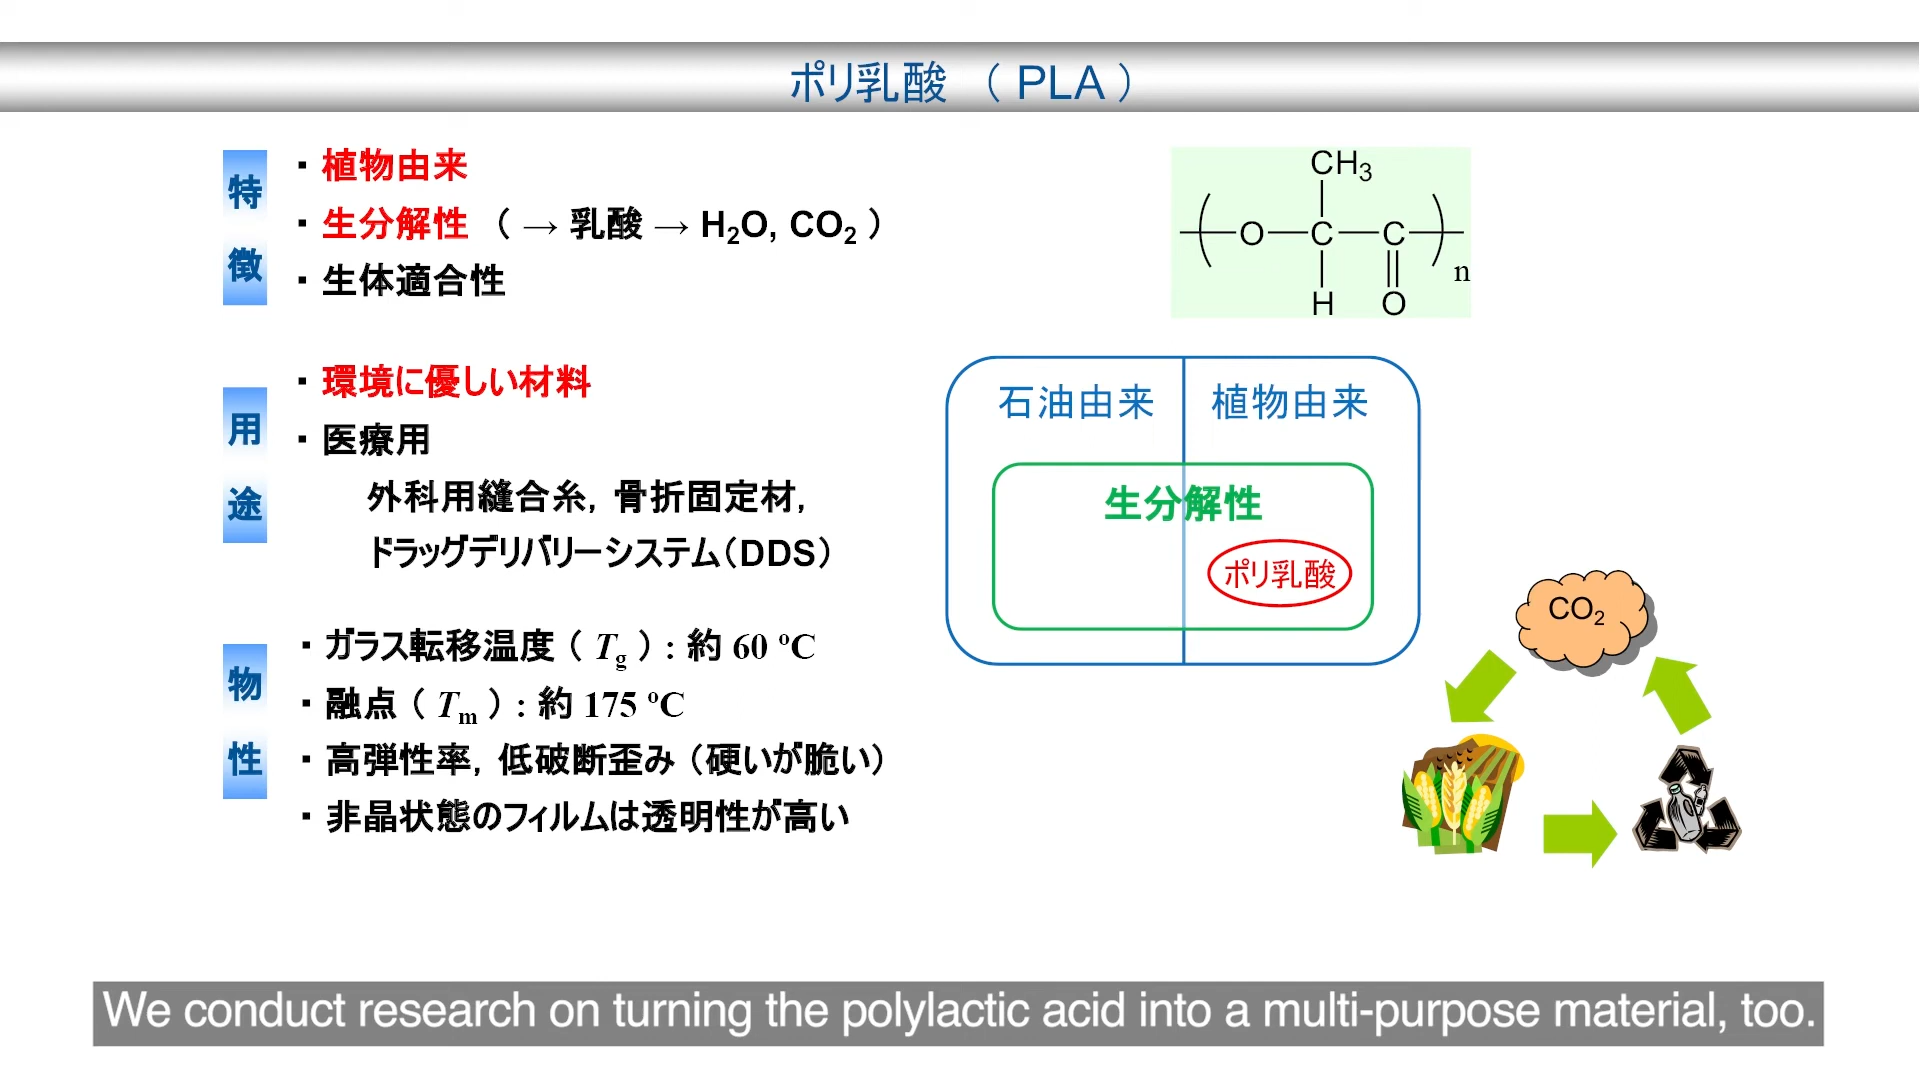 ポリ乳酸 （ PLA ）
特徴
・ 植物由来
・ 生分解性 （ → 乳酸 → H₂O, CO₂ ）
・ 生体適合性
用途
・ 環境に優しい材料
・ 医療用
外科用縫合糸，骨折固定材，
ドラッグデリバリーシステム（DDS）
物性
・ ガラス転移温度（ Tg ）: 約 60 ºC
・ 融点（ Tm ）: 約 175 ºC
・ 高弾性率，低破断歪み（硬いが脆い）
・ 非晶状態のフィルムは透明性が高い
CH₃
O C C n
H O
石油由来 植物由来
生分解性
ポリ乳酸
CO₂
We conduct research on turning the polylactic acid into a multi-purpose material, too.